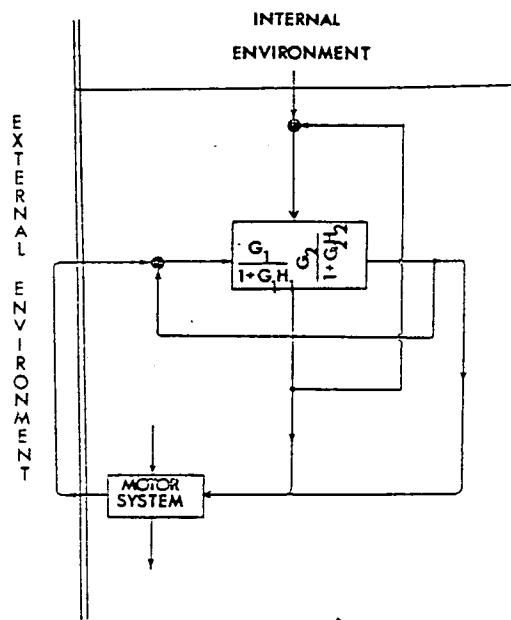 INTERNAL
ENVIRONMENT
EXTERNAL ENVIRONMENT
G₁
1+G₁H₁
G₂
1+G₂H₂
MOTOR
SYSTEM